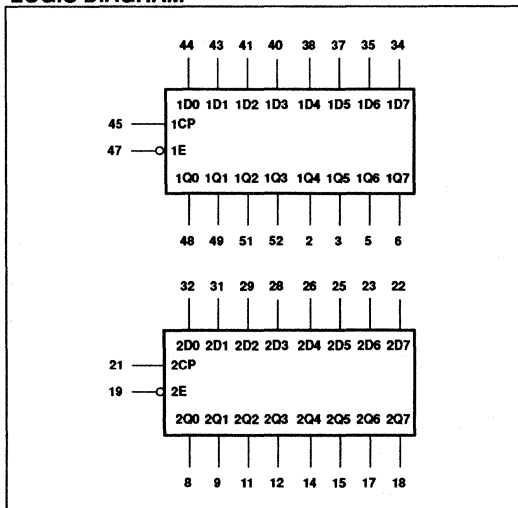 44 43 41 40 38 37 35 34
1D0 1D1 1D2 1D3 1D4 1D5 1D6 1D7
45 1CP
47 1E
1Q0 1Q1 1Q2 1Q3 1Q4 1Q5 1Q6 1Q7
48 49 51 52 2 3 5 6
32 31 29 28 26 25 23 22
2D0 2D1 2D2 2D3 2D4 2D5 2D6 2D7
21 2CP
19 2E
2Q0 2Q1 2Q2 2Q3 2Q4 2Q5 2Q6 2Q7
8 9 11 12 14 15 17 18